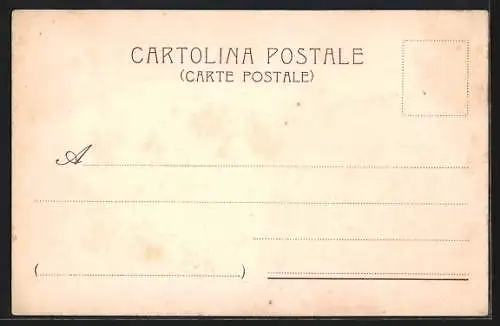 CARTOLINA POSTALE
(CARTE POSTALE)
A
( )